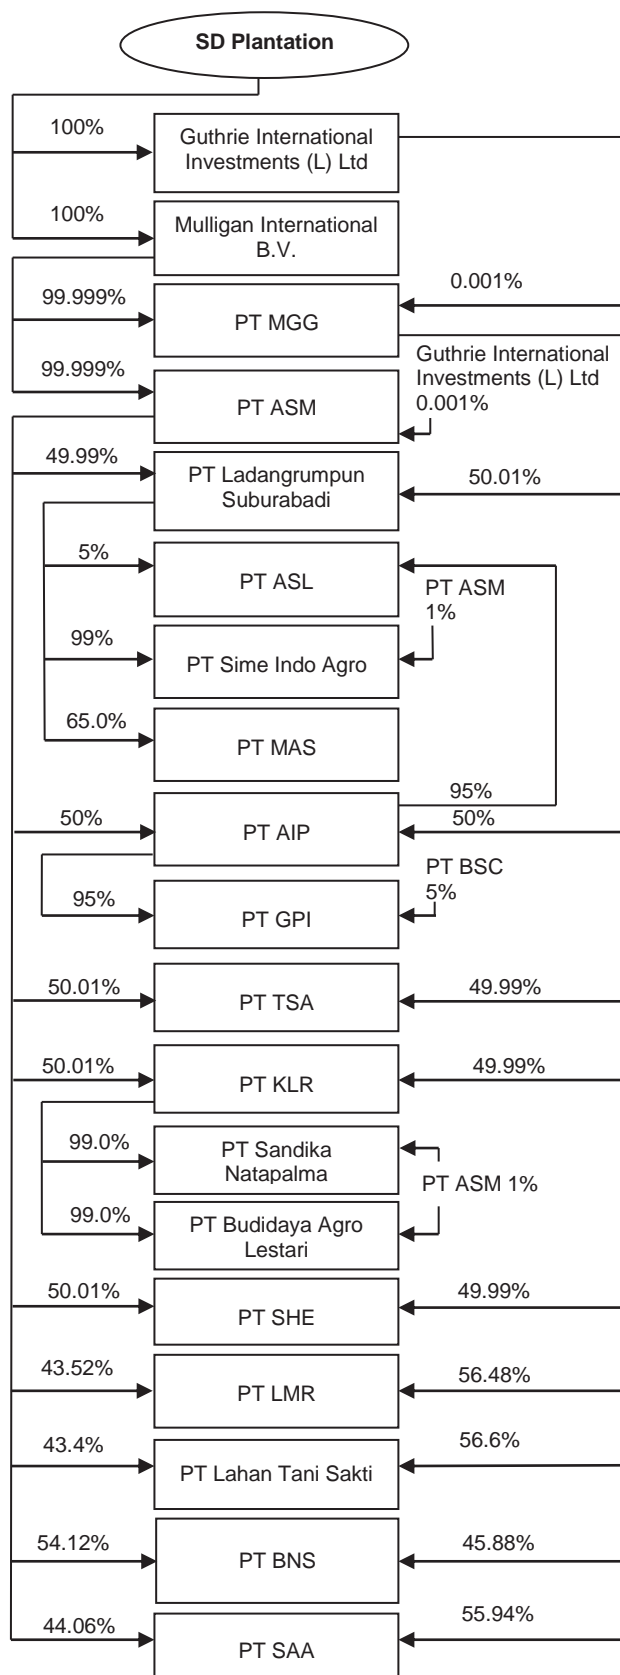 SD Plantation
100%
Guthrie International
Investments (L) Ltd
100%
Mulligan International
B.V.
99.999%
PT MGG
0.001%
99.999%
PT ASM
Guthrie International
Investments (L) Ltd
0.001%
49.99%
PT Ladangrumpun
Suburabadi
50.01%
5%
PT ASL
PT ASM
1%
99%
PT Sime Indo Agro
65.0%
PT MAS
95%
50%
PT AIP
50%
95%
PT GPI
PT BSC
5%
50.01%
PT TSA
49.99%
50.01%
PT KLR
49.99%
99.0%
PT Sandika
Natapalma
PT ASM 1%
99.0%
PT Budidaya Agro
Lestari
50.01%
PT SHE
49.99%
43.52%
PT LMR
56.48%
43.4%
PT Lahan Tani Sakti
56.6%
54.12%
PT BNS
45.88%
44.06%
PT SAA
55.94%